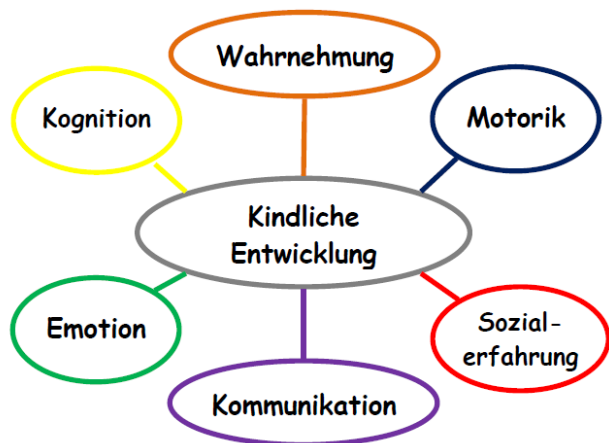 Wahrnehmung
Kognition
Motorik
Kindliche
Entwicklung
Emotion
Sozial-
erfahrung
Kommunikation